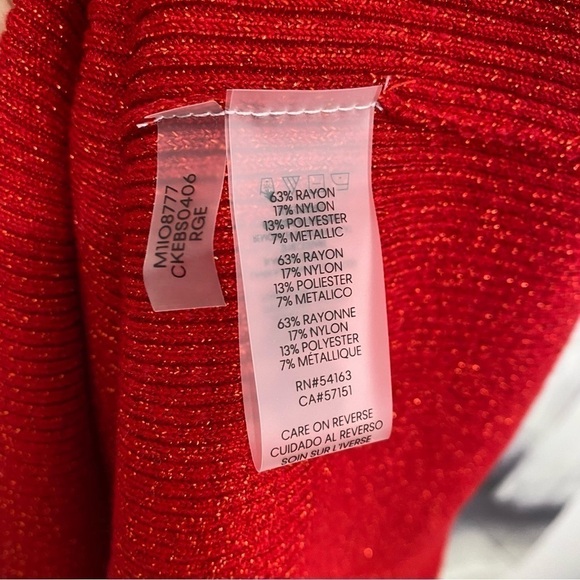 M1IO8777
CKEBS0406
RGE
63% RAYON
17% NYLON
13% POLYESTER
7% METALLIC
63% RAYON
17% NYLON
13% POLIESTER
7% METALICO
63% RAYONNE
17% NYLON
13% POLYESTER
7% MÉTALLIQUE
RN#54163
CA#57151
CARE ON REVERSE
CUIDADO AL REVERSO
SOIN SUR L'IVERSE